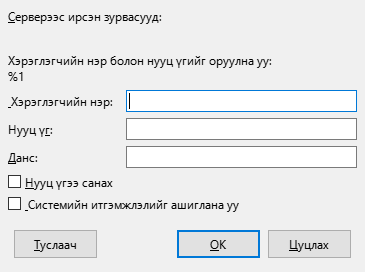 Серверээс ирсэн зурвасууд:
Хэрэглэгчийн нэр болон нууц үгийг оруулна уу:
%1
Хэрэглэгчийн нэр:
Нууц үг:
Данс:
Нууц үгээ санах
Системийн итгэмжлэлийг ашиглана уу
Туслаач
OK
Цуцлах